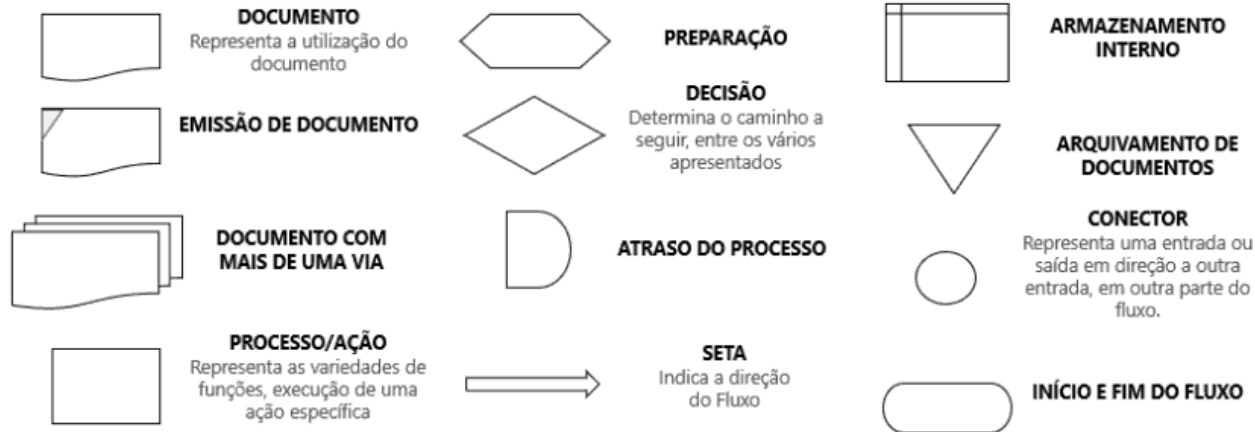 DOCUMENTO
Representa a utilização do
documento
EMISSÃO DE DOCUMENTO
DOCUMENTO COM
MAIS DE UMA VIA
PROCESSO/AÇÃO
Representa as variedades de
funções, execução de uma
ação específica
PREPARAÇÃO
DECISÃO
Determina o caminho a
seguir, entre os vários
apresentados
ATRASO DO PROCESSO
SETA
Indica a direção
do Fluxo
ARMAZENAMENTO
INTERNO
ARQUIVAMENTO DE
DOCUMENTOS
CONECTOR
Representa uma entrada ou
saída em direção a outra
entrada, em outra parte do
fluxo.
INÍCIO E FIM DO FLUXO